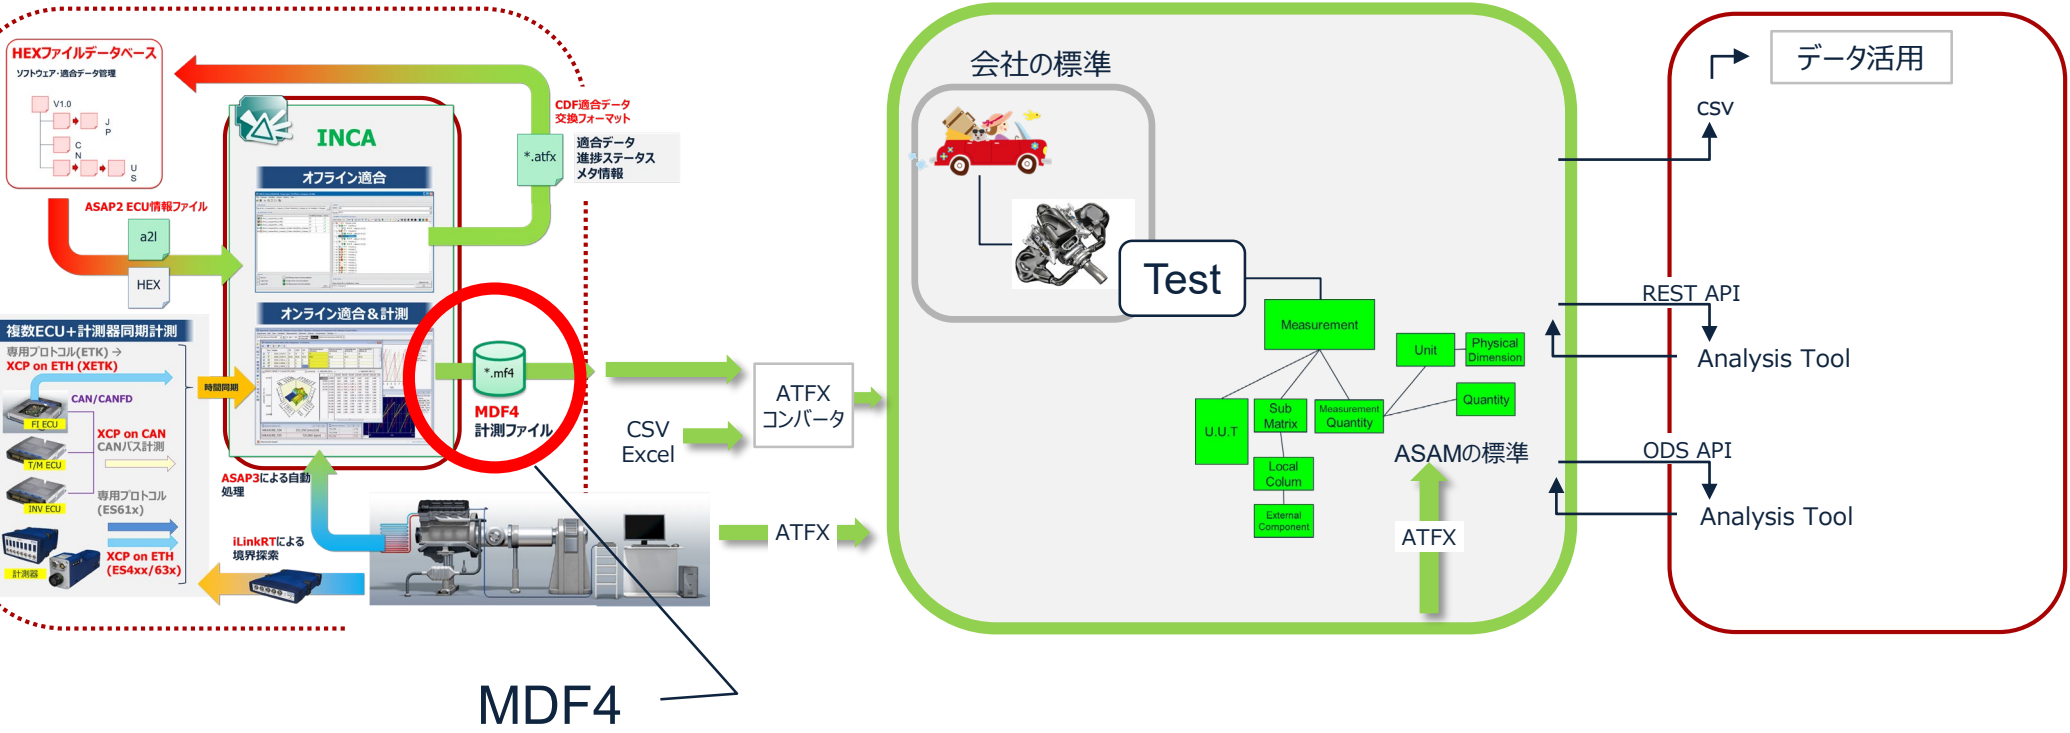 HEXファイルデータベース
ソフトウェア・適合データ管理
V1.0
J
P
C
N
U
S
ASAP2 ECU情報ファイル
a2l
HEX
INCA
オフライン適合
オンライン適合＆計測
CDF適合データ
交換フォーマット
*.atfx
適合データ
進捗ステータス
メタ情報
複数ECU+計測器同期計測
専用プロトコル(ETK) →
XCP on ETH (XETK)
CAN/CANFD
FI ECU
XCP on CAN
CANバス計測
T/M ECU
専用プロトコル
(ES61x)
INV ECU
XCP on ETH
(ES4xx/63x)
計測器
時間同期
*.mf4
MDF4
計測ファイル
ASAP3による自動
処理
iLinkRTによる
境界探索
MDF4
CSV
Excel
ATFX
コンバータ
ATFX
会社の標準
Test
Measurement
Unit
Physical
Dimension
Quantity
U.U.T
Sub
Matrix
Measurement
Quantity
Local
Colum
External
Component
ASAMの標準
ATFX
データ活用
CSV
REST API
Analysis Tool
ODS API
Analysis Tool